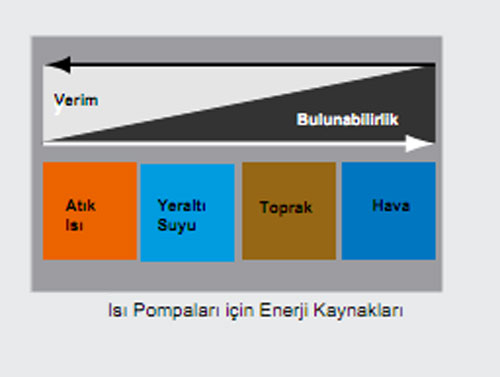 Verim
Bulunabilirlik
Atık
Isı
Yeraltı
Suyu
Toprak
Hava
Isı Pompaları için Enerji Kaynakları